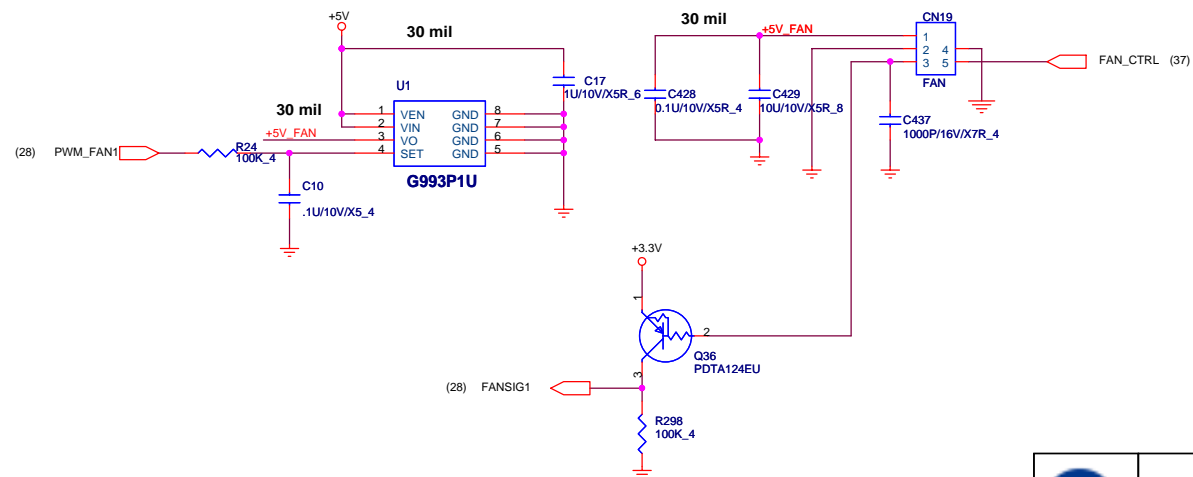 +5V
30 mil
30 mil
CN19
+5V_FAN
1
2
3
4
5
FAN
FAN_CTRL (37)
C17
1U/10V/X5R_6
C428
0.1U/10V/X5R_4
C429
10U/10V/X5R_8
C437
1000P/16V/X7R_4
U1
30 mil
+5V_FAN
1 VEN GND 8
2 VIN GND 7
3 VO GND 6
4 SET GND 5
G993P1U
(28) PWM_FAN1
R24
100K_4
C10
.1U/10V/X5_4
+3.3V
1
2
Q36
PDTA124EU
3
(28) FANSIG1
R298
100K_4